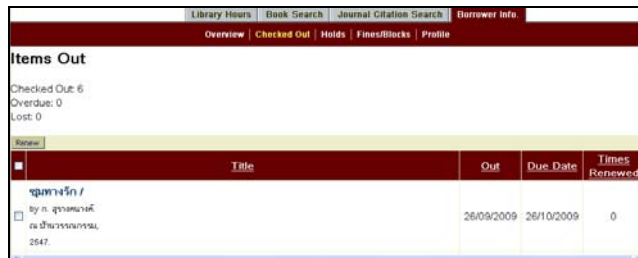 Library Hours Book Search Journal Citation Search Borrower Info.
Overview | Checked Out | Holds | Fines/Blocks | Profile
Items Out
Checked Out: 6
Overdue: 0
Lost: 0
Renew
Title Out Due Date Times Renewed
ชุมทางรัก /
by ก. สุรางคนางค์.
ณ บ้านวรรณกรรม,
2547.
26/09/2009 26/10/2009 0